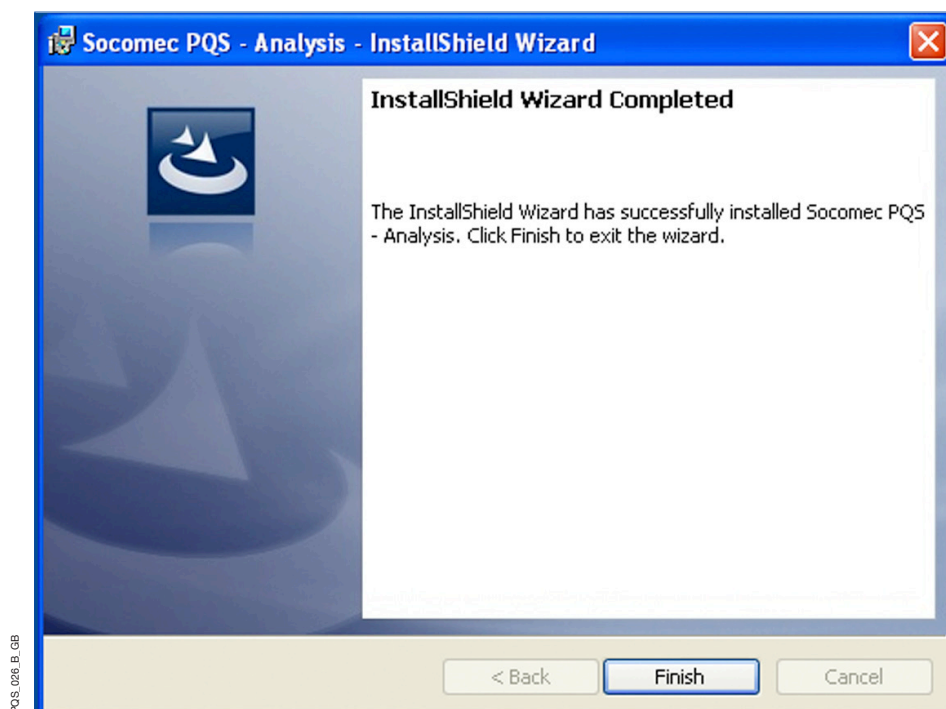 Socomec PQS - Analysis - InstallShield Wizard
InstallShield Wizard Completed
The InstallShield Wizard has successfully installed Socomec PQS
- Analysis. Click Finish to exit the wizard.
< Back
Finish
Cancel
PQS_026_B_GB